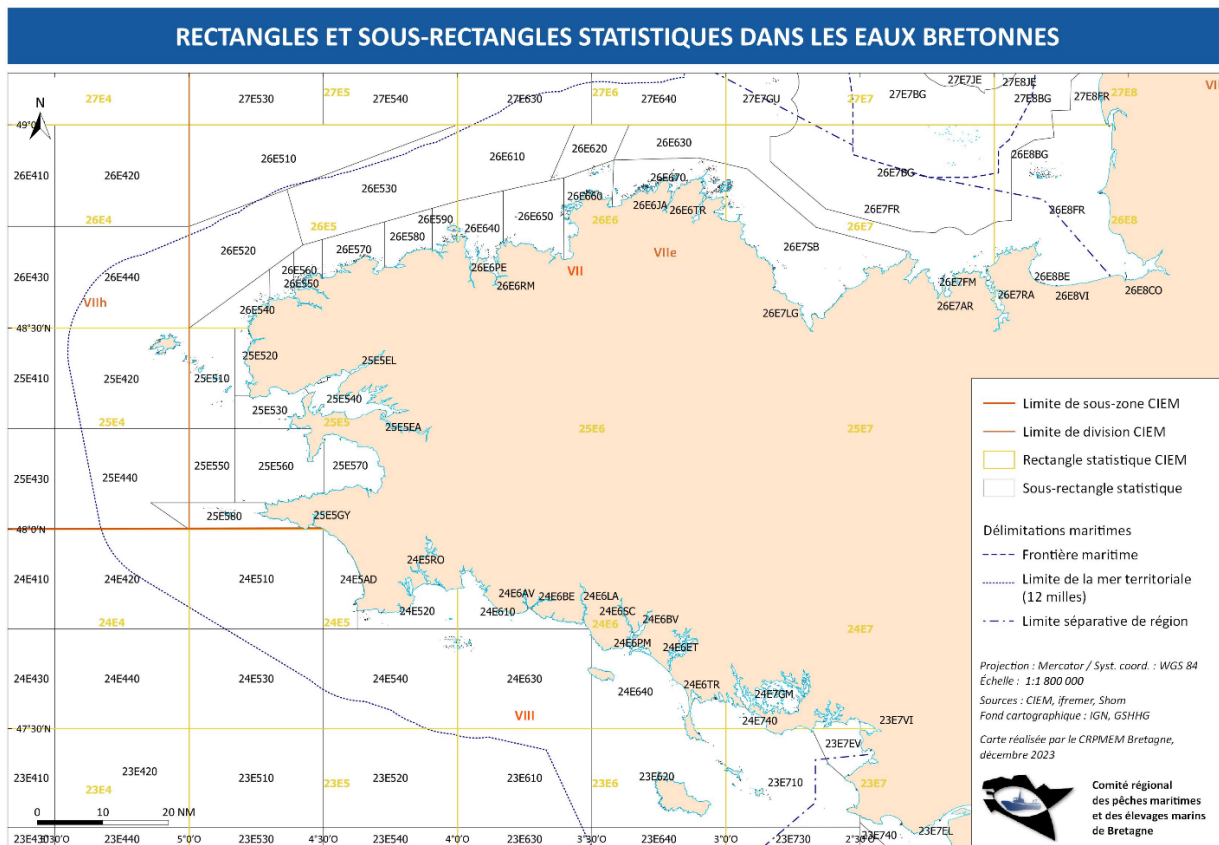 RECTANGLES ET SOUS-RECTANGLES STATISTIQUES DANS LES EAUX BRETONNES
27E4
27E530
27E5
27E540
27E630
27E6
27E640
27E7GU
27E7
27E7BG
27E7JE
27E8JE
27E8BG
27E8FR
27E8
N
49°0'
26E510
26E610
26E620
26E630
26E8BG
26E410
26E420
26E530
26E670
26E7BG
26E4
26E5
26E590
26E650
26E660
26E6
26E6JA
26E6TR
26E7FR
26E7
26E8FR
26E8
26E520
26E570
26E580
26E640
VIIe
26E7SB
26E430
26E440
26E560
26E550
26E6PE
26E6RM
VII
26E7FM
26E7RA
26E8BE
26E8VI
26E8CO
VIIh
26E540
26E7LG
26E7AR
48°30'N
25E520
25E5EL
25E410
25E420
25E510
25E540
25E530
25E4
25E5
25E5EA
25E6
25E7
25E430
25E440
25E550
25E560
25E570
25E580
25E5GY
48°0'N
24E5RO
24E410
24E420
24E510
24E5AD
24E520
24E6AV
24E6BE
24E6LA
24E610
24E6SC
24E6BV
24E4
24E5
24E6
24E7
24E6PM
24E6ET
24E430
24E440
24E530
24E540
24E630
24E640
24E6TR
24E7GM
VIII
24E740
23E7VI
47°30'N
23E7EV
23E410
23E420
23E510
23E520
23E610
23E620
23E710
23E4
23E5
23E6
23E7
0 10 20 NM
23E430
23E440
5°0'O
23E530
4°30'O
23E540
4°0'O
23E630
3°30'O
23E640
3°0'O
23E730
23E740
23E7EL
Limite de sous-zone CIEM
Limite de division CIEM
Rectangle statistique CIEM
Sous-rectangle statistique
Délimitations maritimes
Frontière maritime
Limite de la mer territoriale
(12 milles)
Limite séparative de région
Projection : Mercator / Syst. coord. : WGS 84
Échelle : 1:1 800 000
Sources : CIEM, ifremer, Shom
Fond cartographique : IGN, GSHHG
Carte réalisée par le CRPMEM Bretagne,
décembre 2023
Comité régional
des pêches maritimes
et des élevages marins
de Bretagne